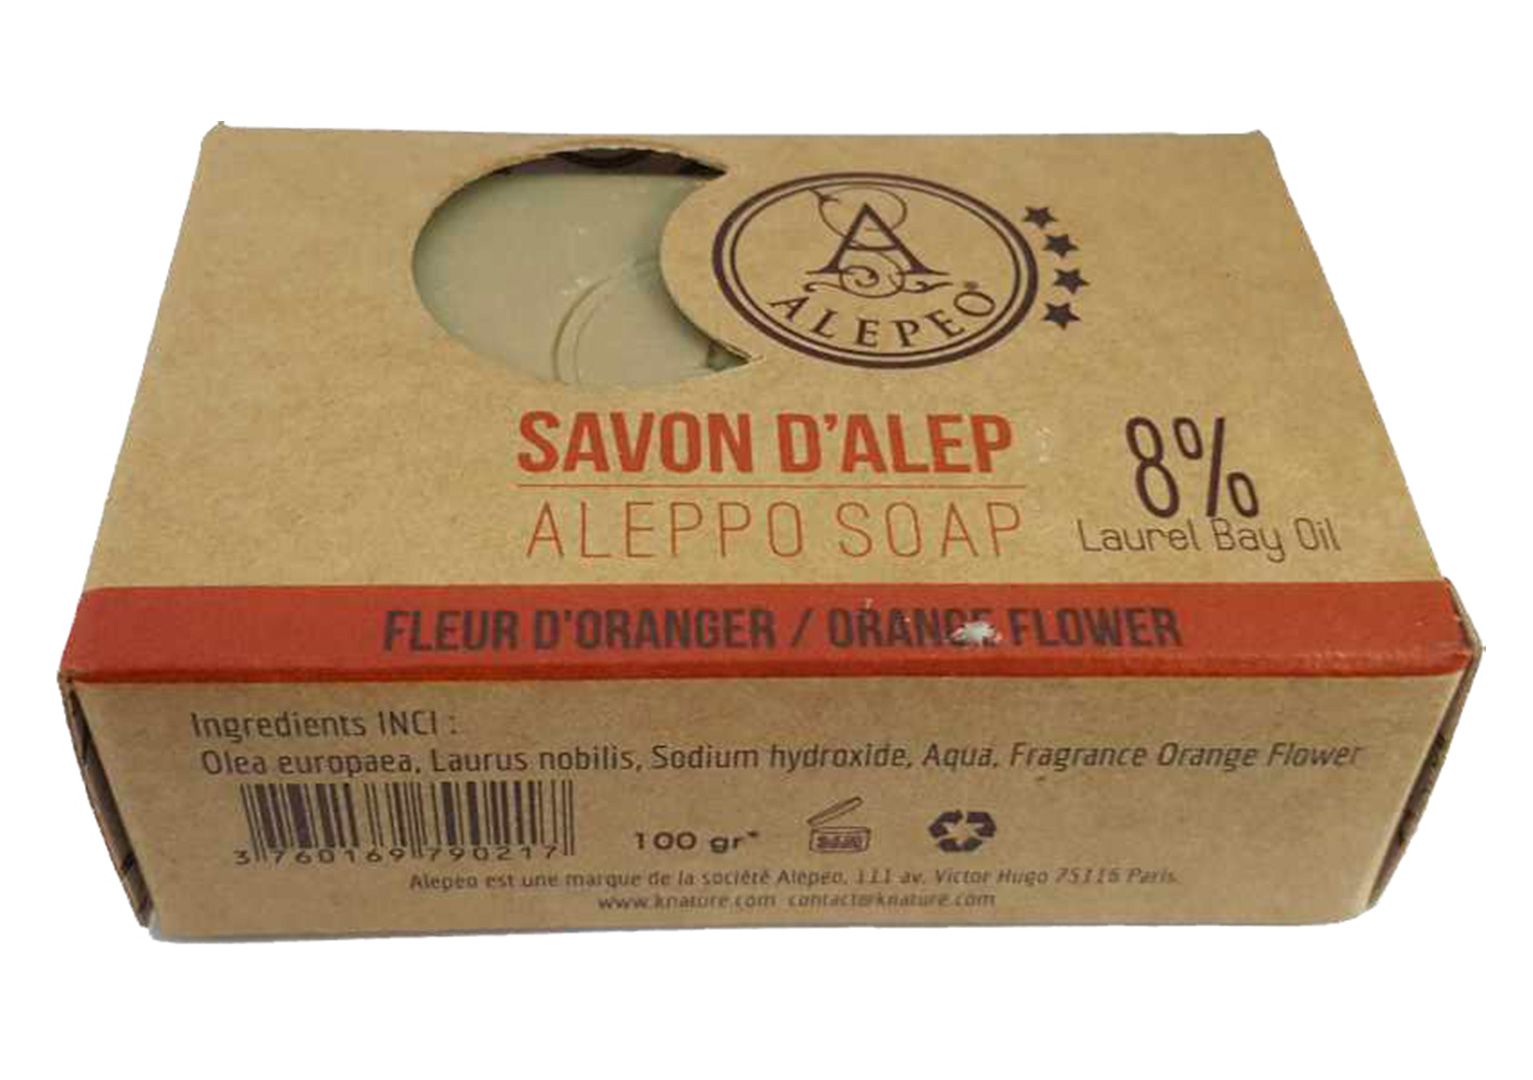 A
ALEPEO®
SAVON D'ALEP
ALEPPO SOAP
8%
Laurel Bay Oil
FLEUR D'ORANGER / ORANGE FLOWER
Ingredients INCI :
Olea europaea, Laurus nobilis, Sodium hydroxide, Aqua, Fragrance Orange Flower
3 760169 790217
100 gr*
Alepeo est une marque de la société Alepeo, 111 av. Victor Hugo 75116 Paris.
www.knature.com contact@knature.com